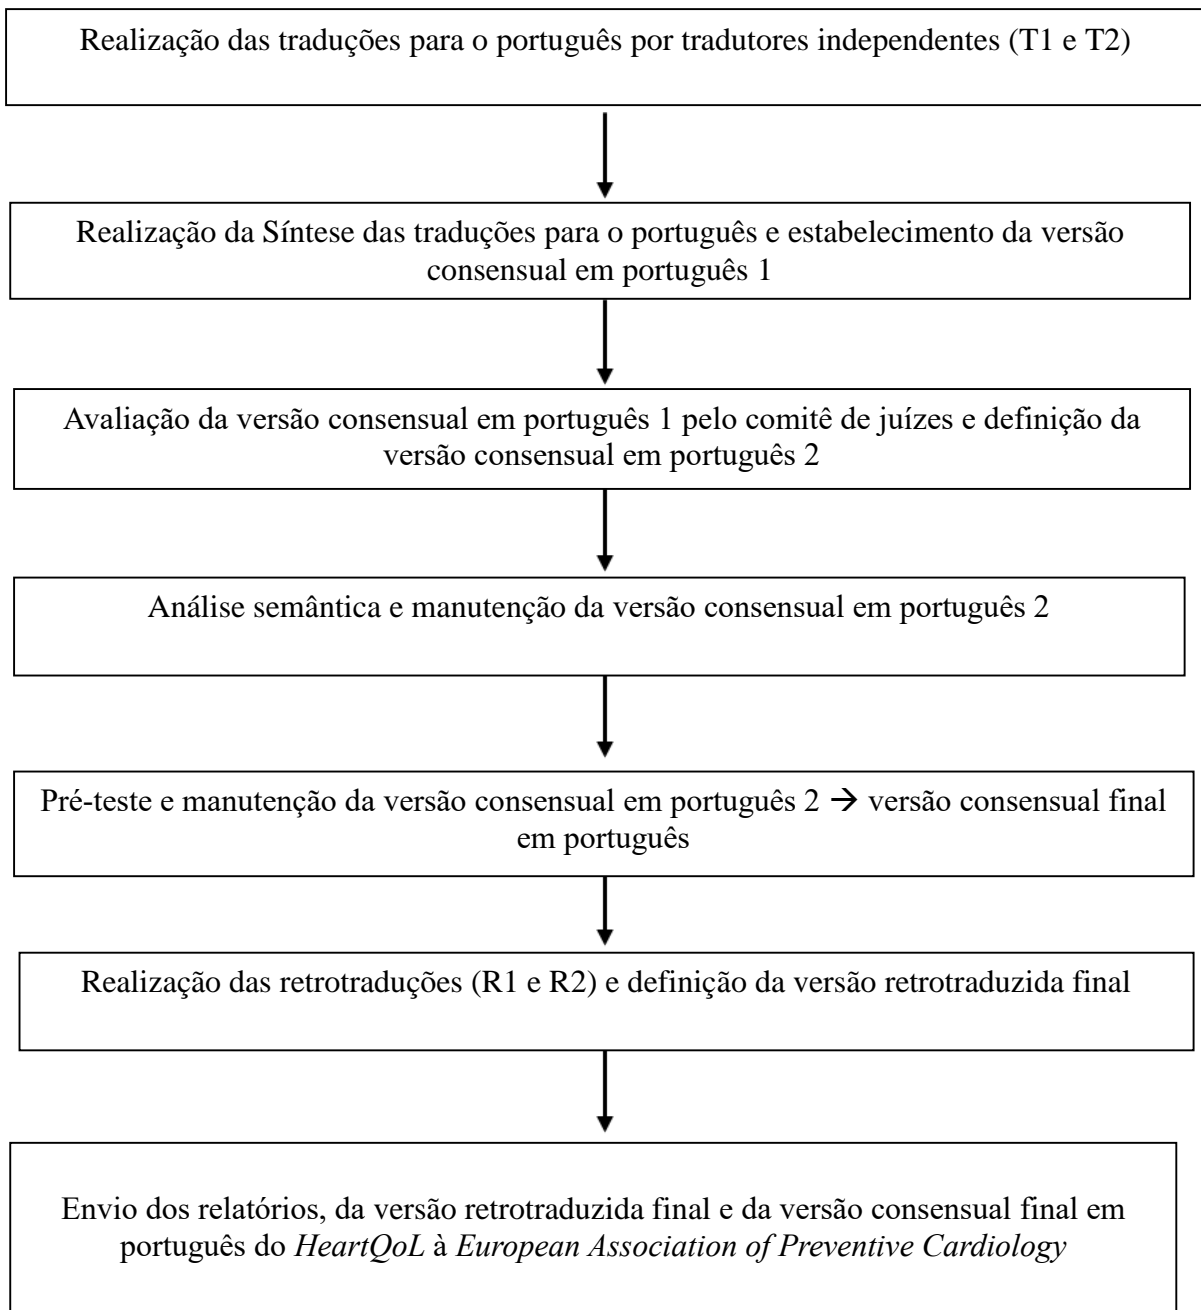 Realização das traduções para o português por tradutores independentes (T1 e T2)
Realização da Síntese das traduções para o português e estabelecimento da versão
consensual em português 1
Avaliação da versão consensual em português 1 pelo comitê de juízes e definição da
versão consensual em português 2
Análise semântica e manutenção da versão consensual em português 2
Pré-teste e manutenção da versão consensual em português 2 → versão consensual final
em português
Realização das retrotraduções (R1 e R2) e definição da versão retrotraduzida final
Envio dos relatórios, da versão retrotraduzida final e da versão consensual final em
português do HeartQoL à European Association of Preventive Cardiology